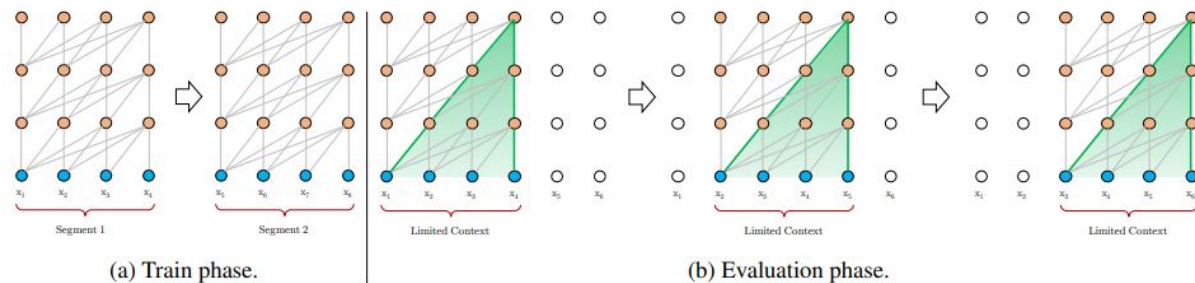 x1 x2 x3 x4 x5 x6 x7 x8 x1 x2 x3 x4 x5 x6 x1 x2 x3 x4 x5 x6 x1 x2 x3 x4 x5 x6
Segment 1 Segment 2 Limited Context Limited Context Limited Context
(a) Train phase. (b) Evaluation phase.